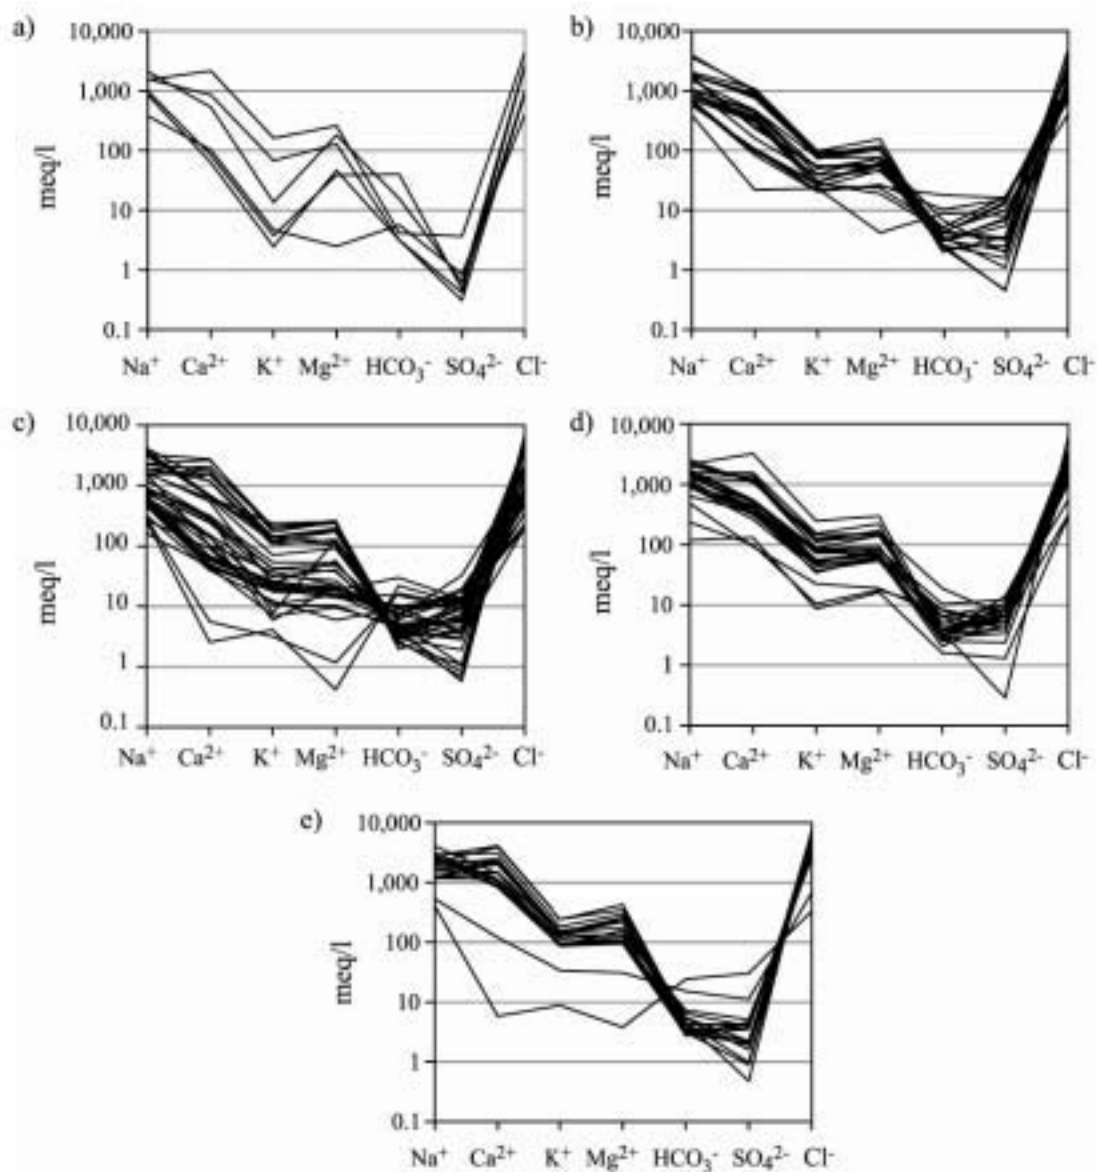 a)
10,000
1,000
100
10
1
0.1
meq/l
Na⁺ Ca²⁺ K⁺ Mg²⁺ HCO₃⁻ SO₄²⁻ Cl⁻
b)
10,000
1,000
100
10
1
0.1
meq/l
Na⁺ Ca²⁺ K⁺ Mg²⁺ HCO₃⁻ SO₄²⁻ Cl⁻
c)
10,000
1,000
100
10
1
0.1
meq/l
Na⁺ Ca²⁺ K⁺ Mg²⁺ HCO₃⁻ SO₄²⁻ Cl⁻
d)
10,000
1,000
100
10
1
0.1
meq/l
Na⁺ Ca²⁺ K⁺ Mg²⁺ HCO₃⁻ SO₄²⁻ Cl⁻
e)
10,000
1,000
100
10
1
0.1
meq/l
Na⁺ Ca²⁺ K⁺ Mg²⁺ HCO₃⁻ SO₄²⁻ Cl⁻